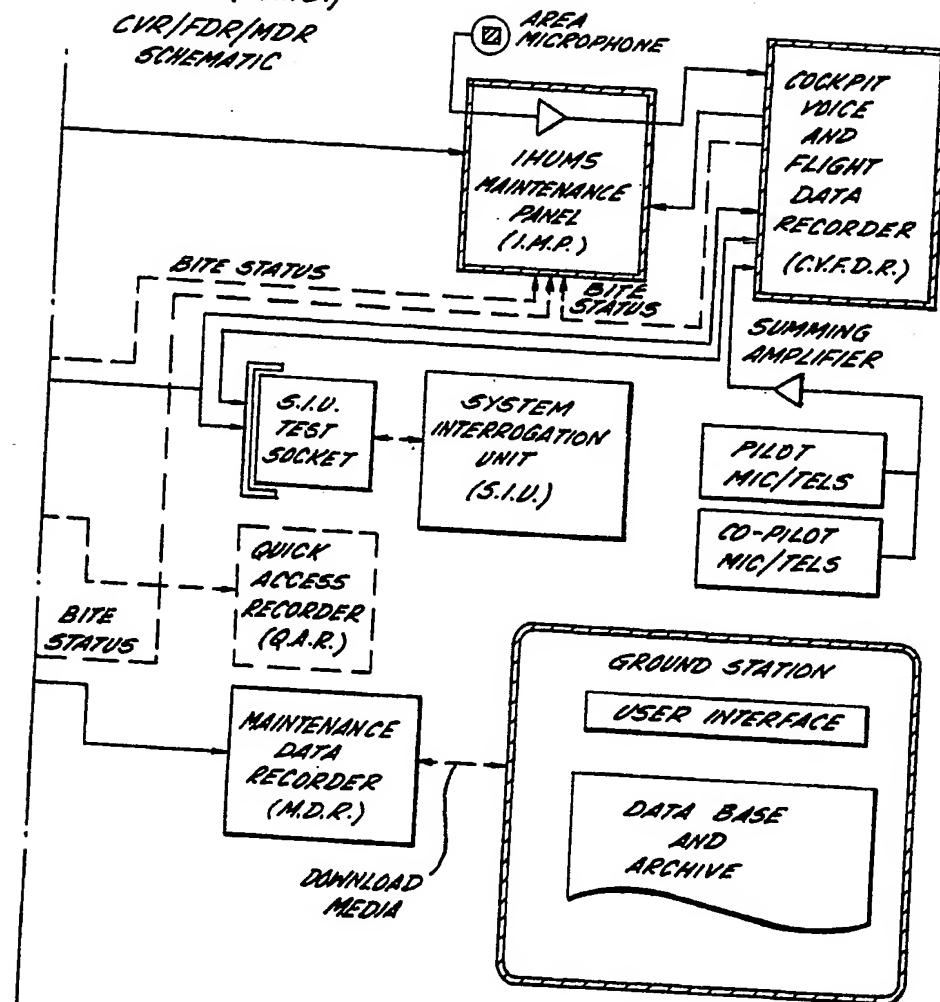 CVR/FDR/MDR
SCHEMATIC
AREA
MICROPHONE
COCKPIT
VOICE
AND
FLIGHT
DATA
RECORDER
(C.V.F.D.R.)
IHUMS
MAINTENANCE
PANEL
(I.M.P.)
BITE STATUS
BITE
STATUS
SUMMING
AMPLIFIER
S.I.U.
TEST
SOCKET
SYSTEM
INTERROGATION
UNIT
(S.I.U.)
PILOT
MIC/TELS
CO-PILOT
MIC/TELS
QUICK
ACCESS
RECORDER
(Q.A.R.)
BITE
STATUS
GROUND STATION
USER INTERFACE
MAINTENANCE
DATA
RECORDER
(M.D.R.)
DATA BASE
AND
ARCHIVE
DOWNLOAD
MEDIA